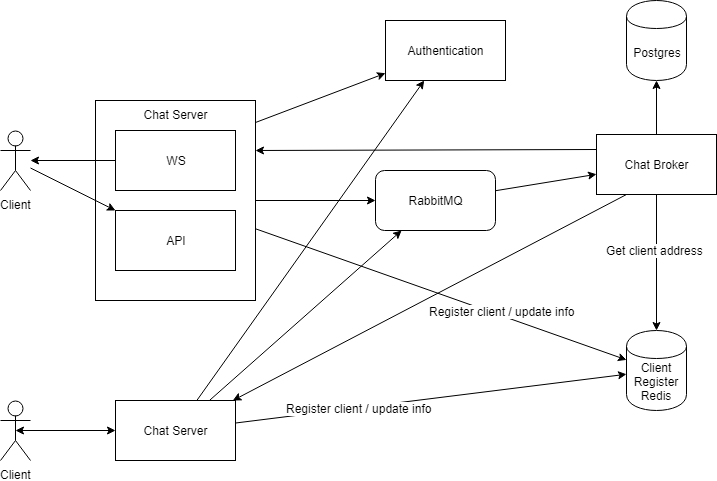 Authentication
Postgres
Chat Server
WS
Chat Broker
Client
RabbitMQ
API
Get client address
Register client / update info
Client
Register
Redis
Register client / update info
Chat Server
Client